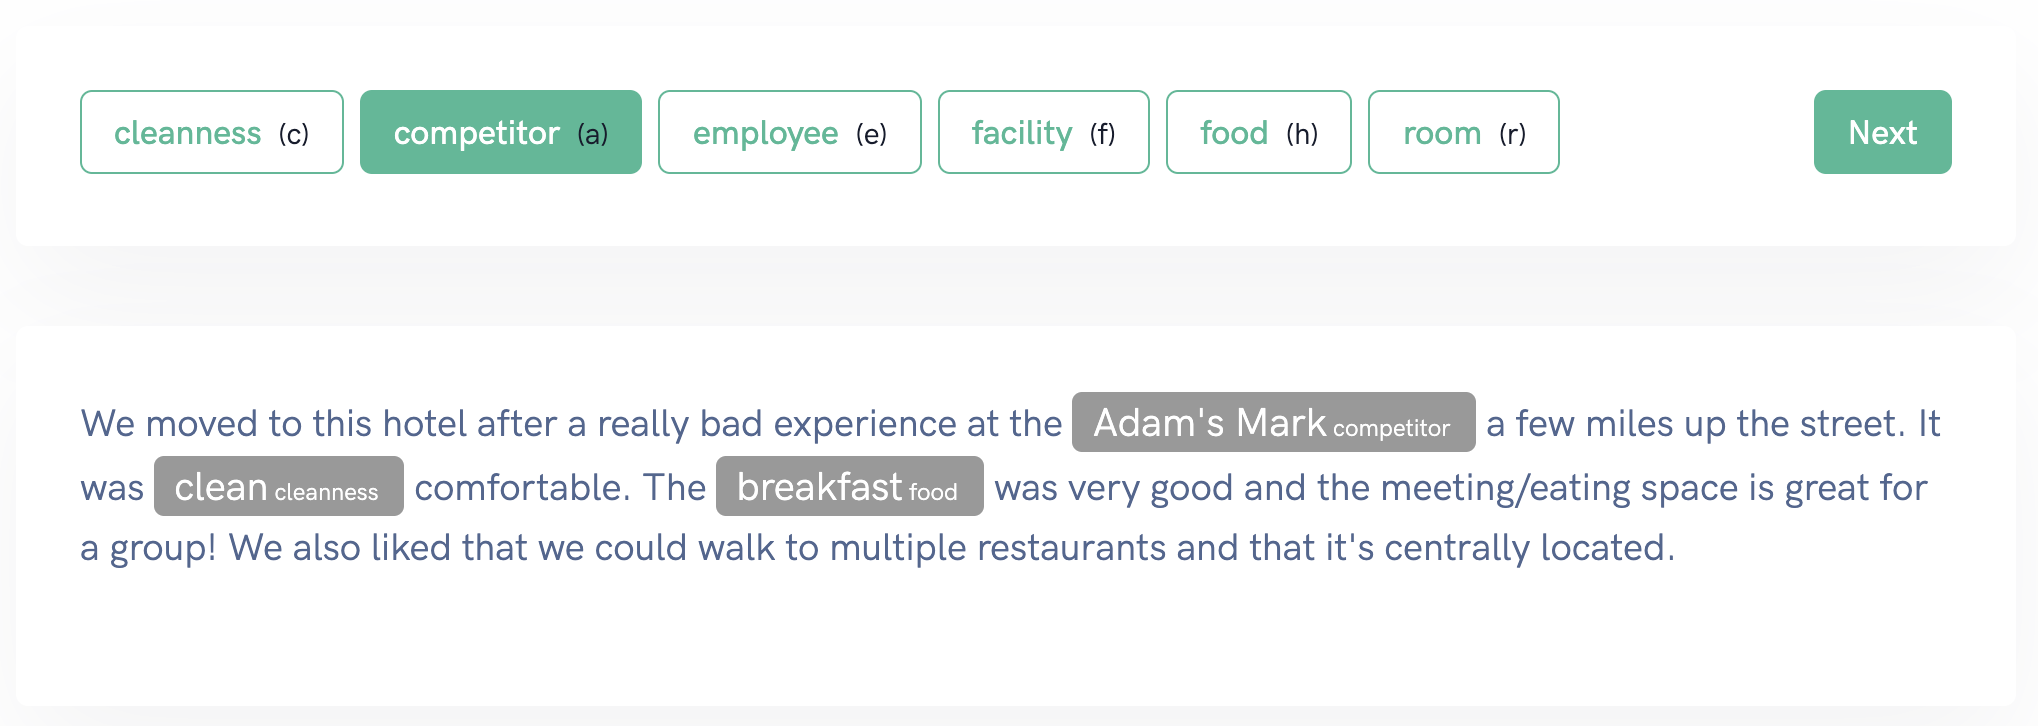 cleanness (c) competitor (a) employee (e) facility (f) food (h) room (r) Next
We moved to this hotel after a really bad experience at the Adam's Mark competitor a few miles up the street. It
was clean cleanness comfortable. The breakfast food was very good and the meeting/eating space is great for
a group! We also liked that we could walk to multiple restaurants and that it's centrally located.